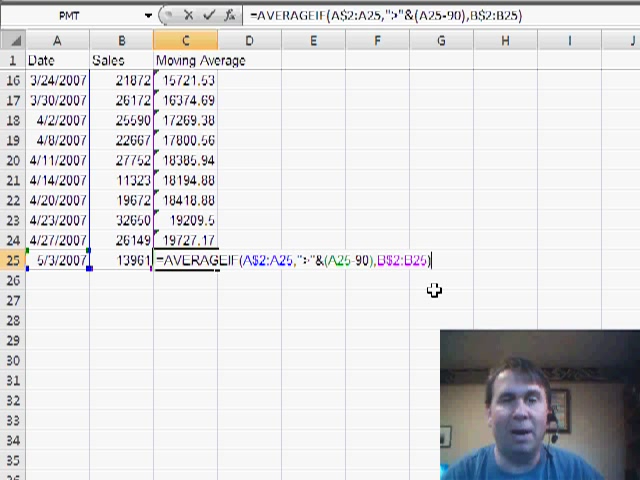 PMT =AVERAGEIF(A$2:A25,">"&(A25-90),B$2:B25)
A B C D E F G H I J
1 Date Sales Moving Average
16 3/24/2007 21872 15721.53
17 3/30/2007 26172 16374.69
18 4/2/2007 25590 17269.38
19 4/8/2007 22667 17800.56
20 4/11/2007 27752 18385.94
21 4/14/2007 11323 18194.88
22 4/20/2007 19672 18418.88
23 4/23/2007 32650 19209.5
24 4/27/2007 26149 19727.17
25 5/3/2007 13961 =AVERAGEIF(A$2:A25,">"&(A25-90),B$2:B25)
26
27
28
29
30
31
32
33
34
35